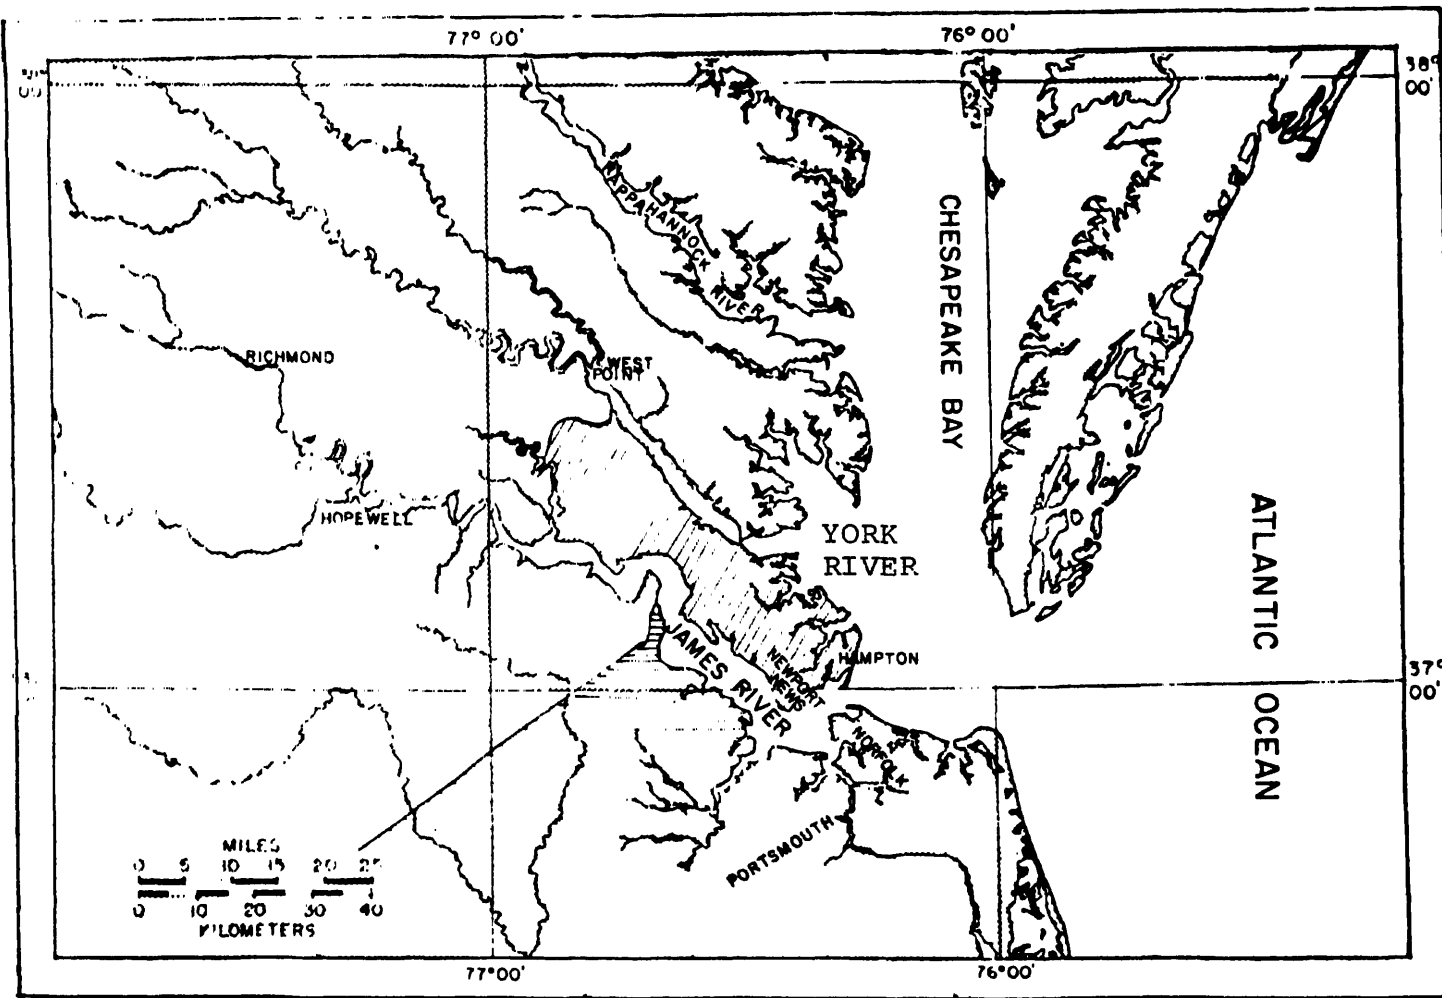 77° 00'
76° 00'
38°
00'
00'
RAPPAHANNOCK
RIVER
CHESAPEAKE BAY
RICHMOND
WEST
POINT
HOPEWELL
YORK
RIVER
ATLANTIC OCEAN
JAMES RIVER
NEWPORT
NEWS
HAMPTON
37°
00'
NORFOLK
PORTSMOUTH
MILES
0 5 10 15 20 25
0 10 20 30 40
KILOMETERS
77°00'
76°00'